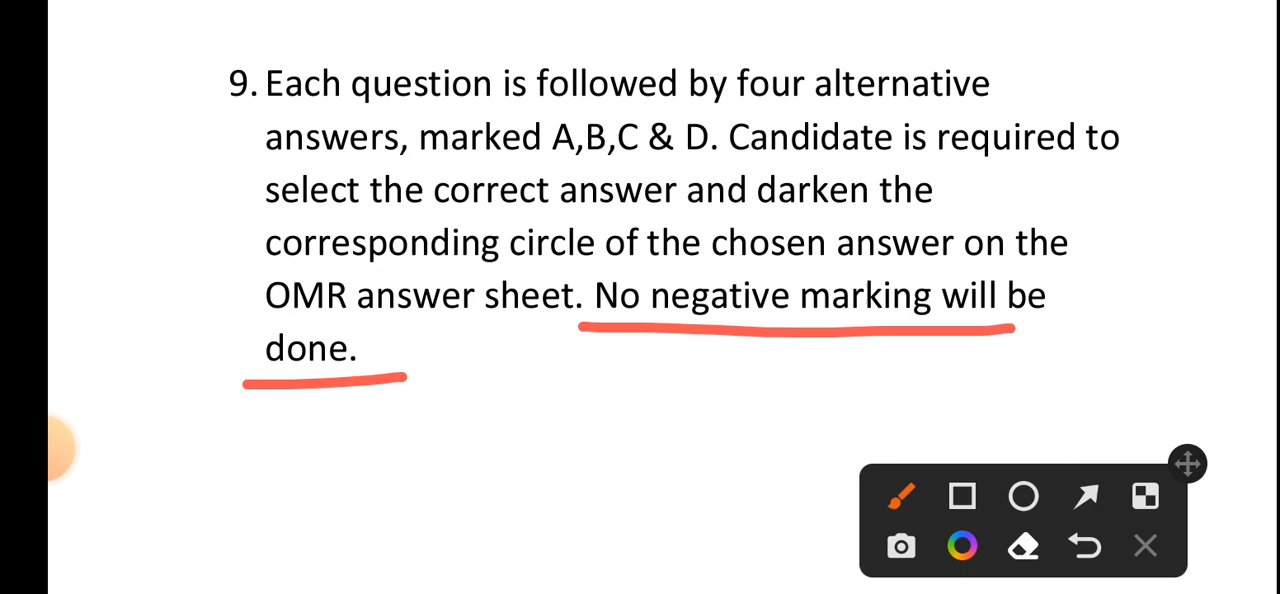 9. Each question is followed by four alternative
answers, marked A,B,C & D. Candidate is required to
select the correct answer and darken the
corresponding circle of the chosen answer on the
OMR answer sheet. No negative marking will be
done.